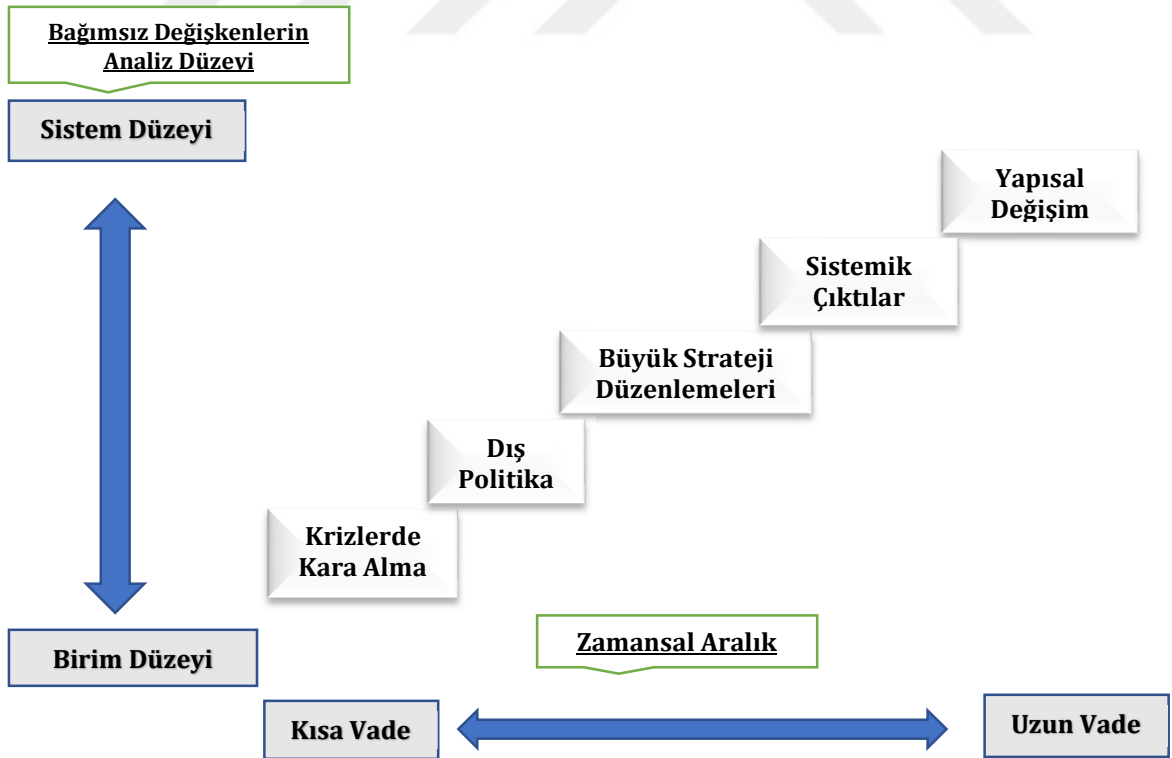 Bağımsız Değişkenlerin
Analiz Düzeyi
Sistem Düzeyi
Yapısal
Değişim
Sistemik
Çıktılar
Büyük Strateji
Düzenlemeleri
Dış
Politika
Krizlerde
Kara Alma
Birim Düzeyi
Zamansal Aralık
Kısa Vade
Uzun Vade